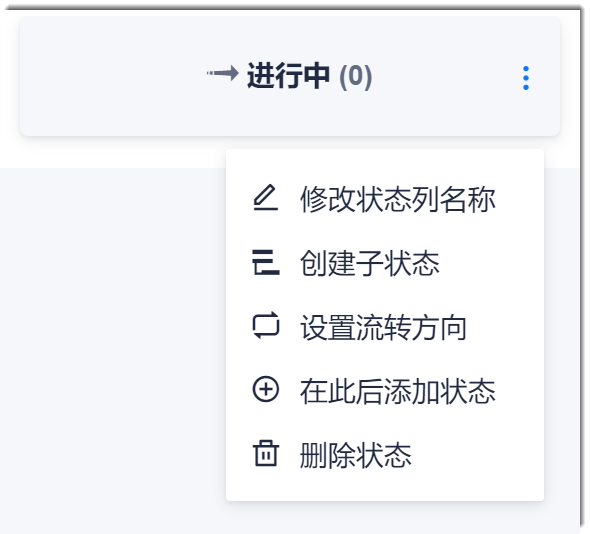 进行中 (0)
修改状态列名称
创建子状态
设置流转方向
在此后添加状态
删除状态